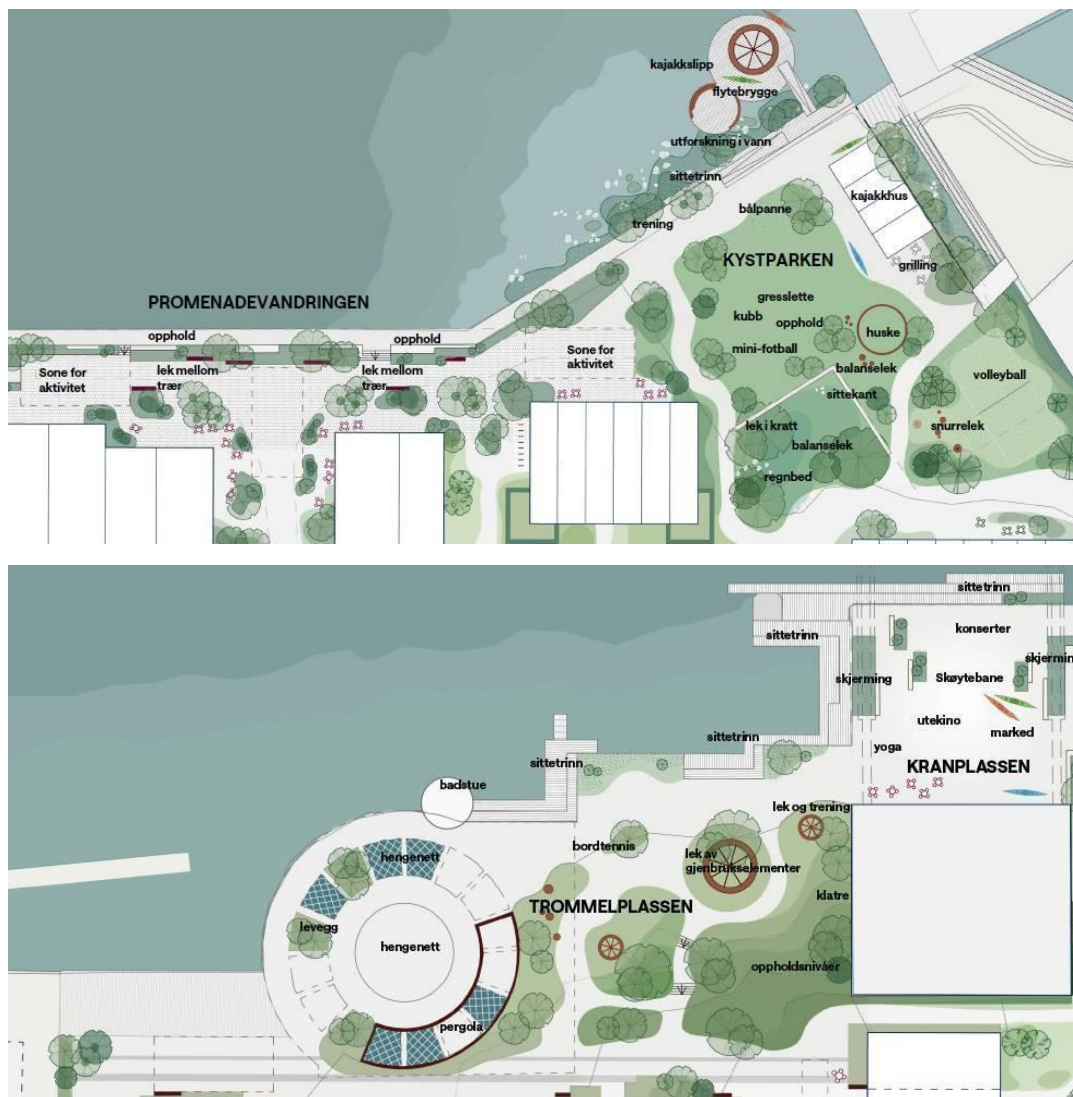 kajakkslipp
flytebrygge
utforskning i vann
sittetrinn
kajakkhus
trening
bålpanne
KYSTPARKEN
grilling
PROMENADEVANDRINGEN
gresslette
kubb
opphold
huske
opphold
opphold
Sone for
aktivitet
lek mellom
trær
lek mellom
trær
Sone for
aktivitet
mini-fotball
balanselek
volleyball
sittekant
lek i kratt
snurrelek
balanselek
regnbed
sittetrinn
sittetrinn
konserter
skjerming
skjermin
Skøytebane
utekino
marked
sittetrinn
yoga
sittetrinn
KRANPLASSEN
badstue
lek og trening
bordtennis
hengenett
lek av
gjenbrukselementer
klatre
TROMMELPLASSEN
levegg
hengenett
oppholdsnivåer
pergola